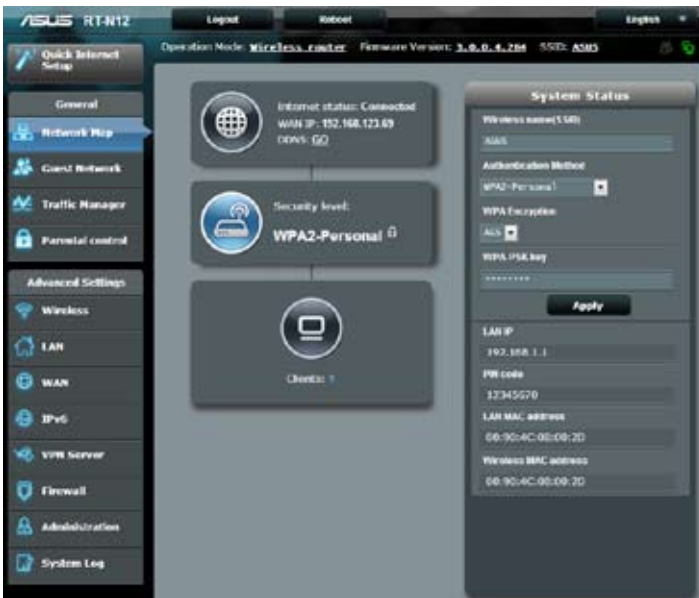 ASUS RT-N12
Logout
Reboot
English
Quick Internet
Setup
Operation Mode: Wireless router Firmware Version: 3.0.0.4.264 SSID: ASUS
General
Network Map
Guest Network
Traffic Manager
Parental control
Advanced Settings
Wireless
LAN
WAN
IPv6
VPN Server
Firewall
Administration
System Log
Internet status: Connected
WAN IP: 192.168.123.69
DDNS: GO
Security level:
WPA2-Personal
Clients:
System Status
Wireless name(SSID)
ASUS
Authentication Method
WPA2-Personal
WPA Encryption
AES
WPA-PSK key
Apply
LAN IP
192.168.1.1
PIN code
12345670
LAN MAC address
00:90:4C:08:00:2D
Wireless MAC address
00:90:4C:08:00:2D